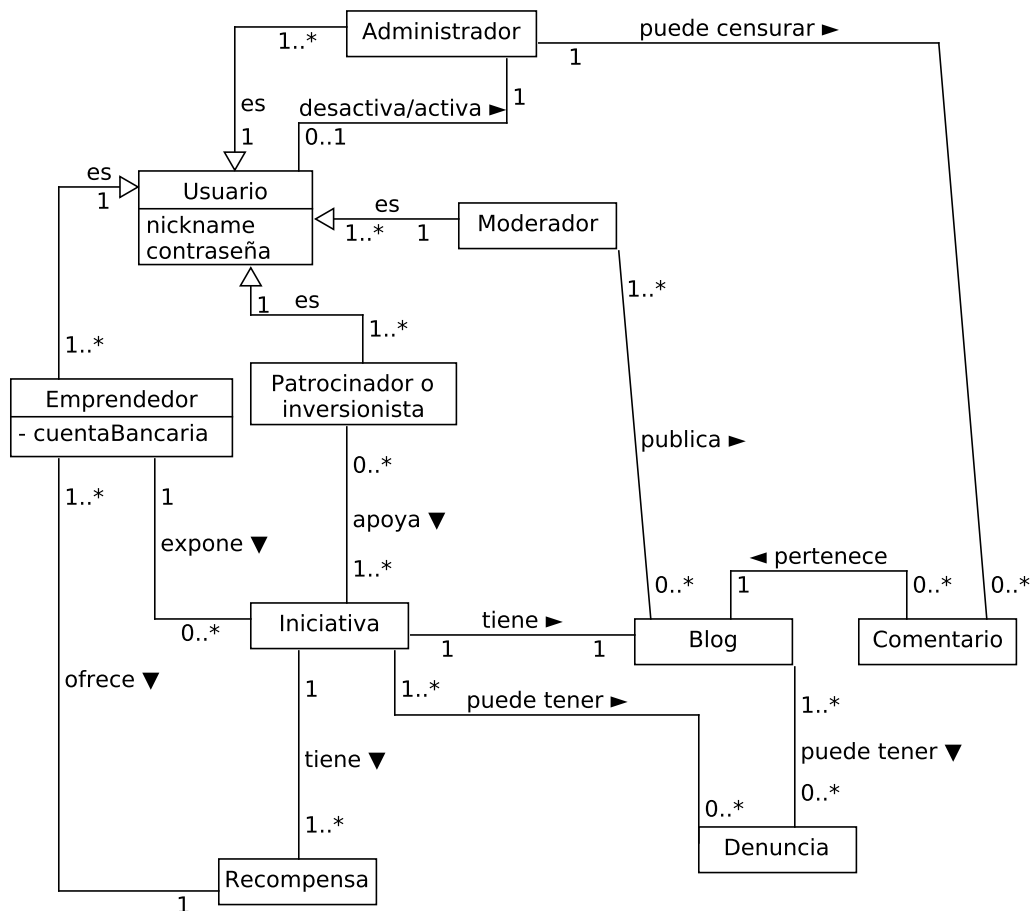 Administrador
puede censurar ►
1..*
1
es
desactiva/activa ►
1
1
0..1
es
1
Usuario
nickname
contraseña
es
1..*
1
Moderador
1..*
1
es
1..*
1..*
Patrocinador o
inversionista
Emprendedor
- cuentaBancaria
publica ►
0..*
1..*
1
apoya ▼
expone ▼
◄ pertenece
1..*
0..*
1
0..*
0..*
Iniciativa
tiene ►
Blog
Comentario
0..*
1
1
ofrece ▼
1
1..*
puede tener ►
1..*
tiene ▼
puede tener ▼
0..*
1..*
0..*
Denuncia
Recompensa
1